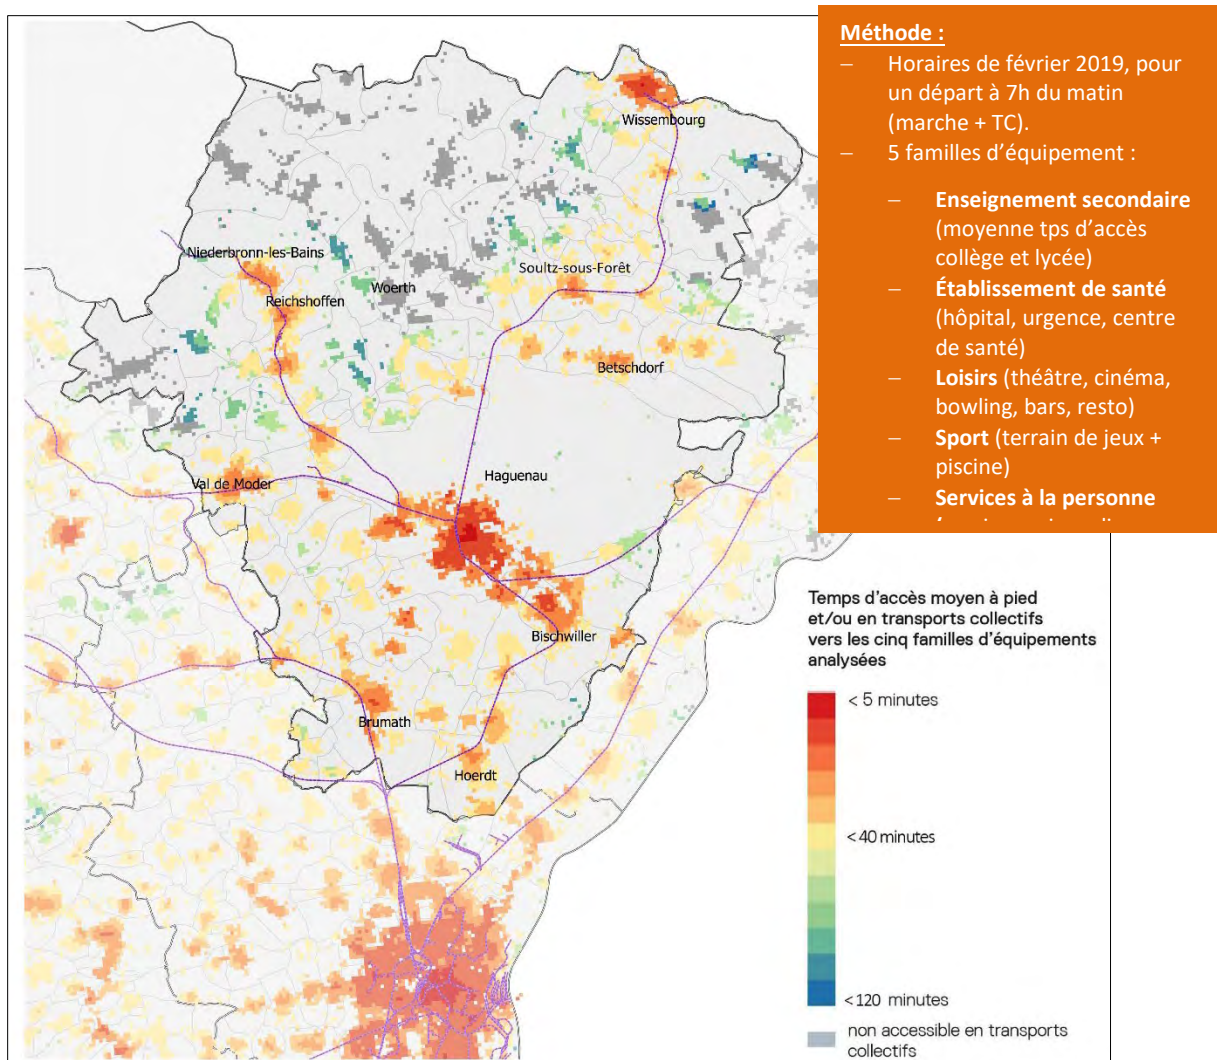 Méthode :
– Horaires de février 2019, pour
un départ à 7h du matin
(marche + TC).
– 5 familles d'équipement :
– Enseignement secondaire
(moyenne tps d'accès
collège et lycée)
– Établissement de santé
(hôpital, urgence, centre
de santé)
– Loisirs (théâtre, cinéma,
bowling, bars, resto)
– Sport (terrain de jeux +
piscine)
– Services à la personne
Wissembourg
Niederbronn-les-Bains
Soultz-sous-Forêt
Woerth
Reichshoffen
Betschdorf
Haguenau
Val de Moder
Bischwiller
Brumath
Hoerdt
Temps d'accès moyen à pied
et/ou en transports collectifs
vers les cinq familles d'équipements
analysées
< 5 minutes
< 40 minutes
< 120 minutes
non accessible en transports
collectifs